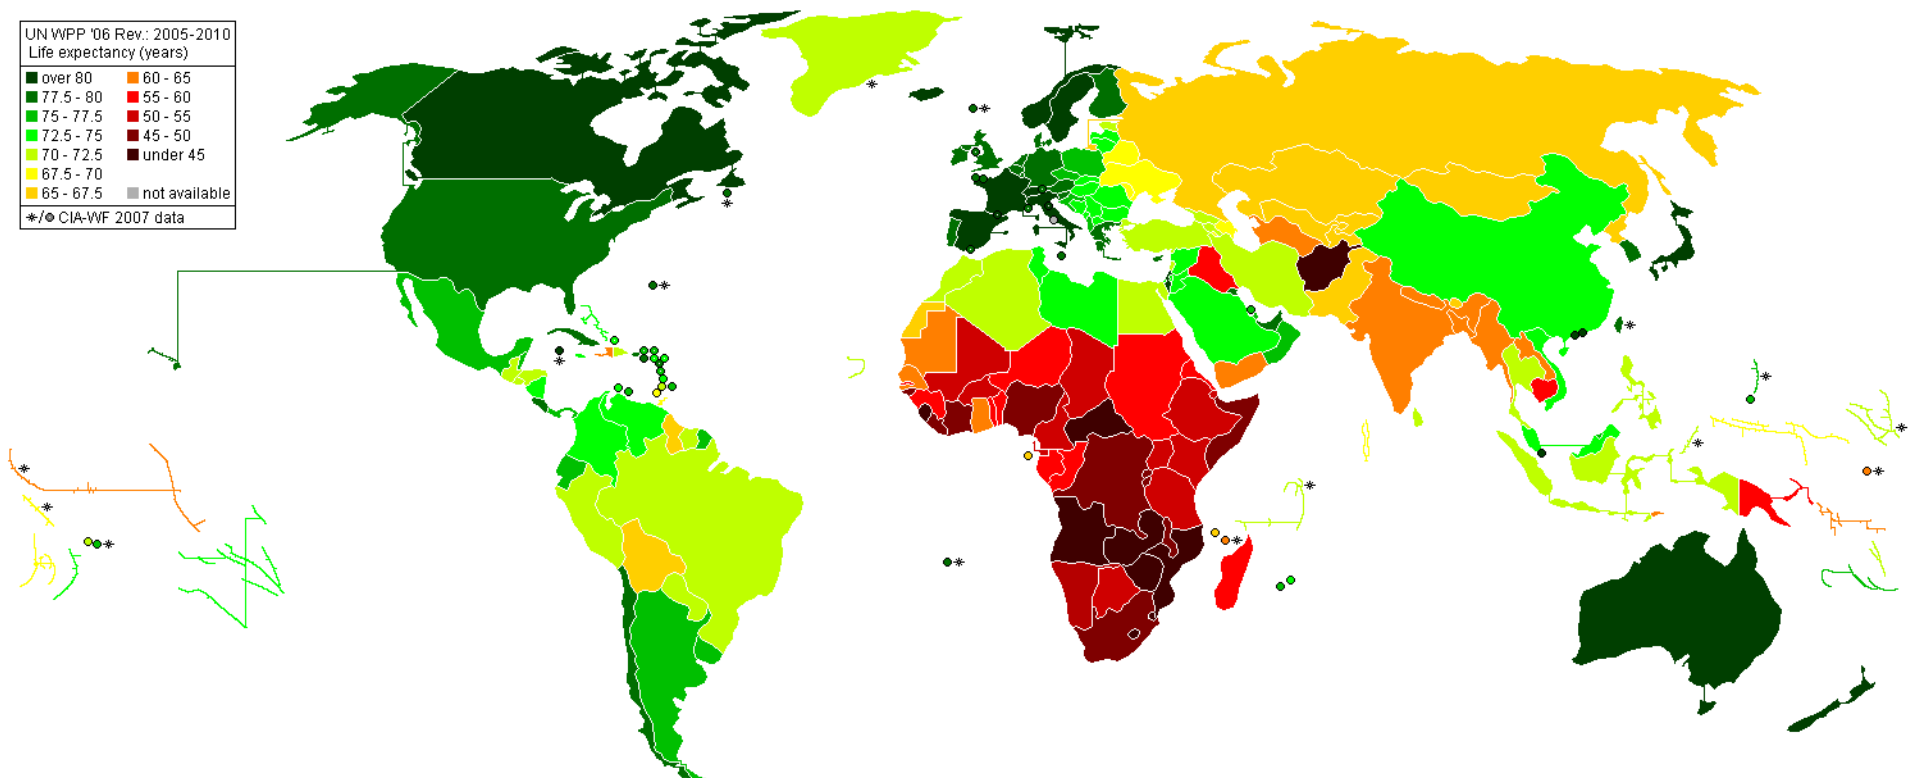 UN WPP '06 Rev.: 2005-2010
Life expectancy (years)
over 80
77.5 - 80
75 - 77.5
72.5 - 75
70 - 72.5
67.5 - 70
65 - 67.5
60 - 65
55 - 60
50 - 55
45 - 50
under 45
not available
*/● CIA-WF 2007 data